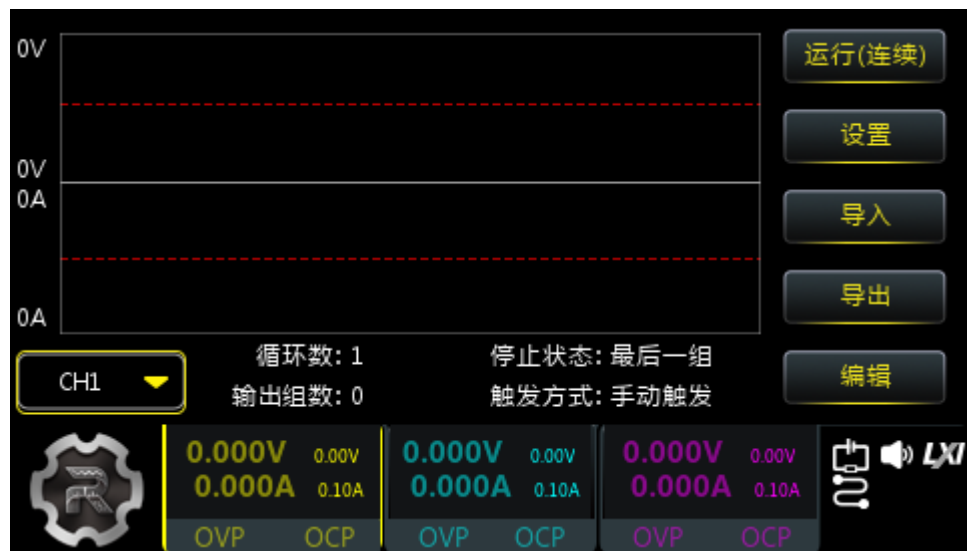 0V
运行(连续)
设置
0V
0A
导入
导出
0A
循环数: 1 停止状态: 最后一组
CH1
编辑
输出组数: 0 触发方式: 手动触发
0.000V 0.00V 0.000V 0.00V 0.000V 0.00V
LXI
0.000A 0.10A 0.000A 0.10A 0.000A 0.10A
R
OVP OCP OVP OCP OVP OCP